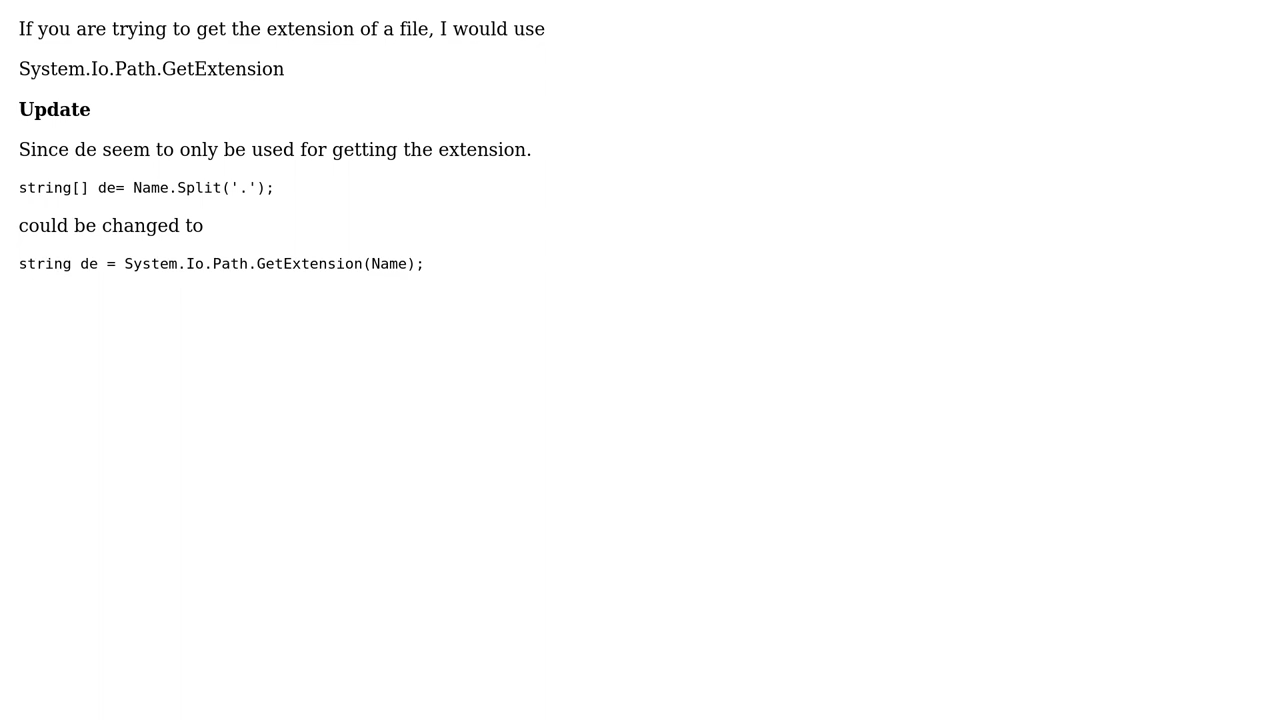 If you are trying to get the extension of a file, I would use
System.Io.Path.GetExtension
Update
Since de seem to only be used for getting the extension.
string[] de= Name.Split('.');
could be changed to
string de = System.Io.Path.GetExtension(Name);